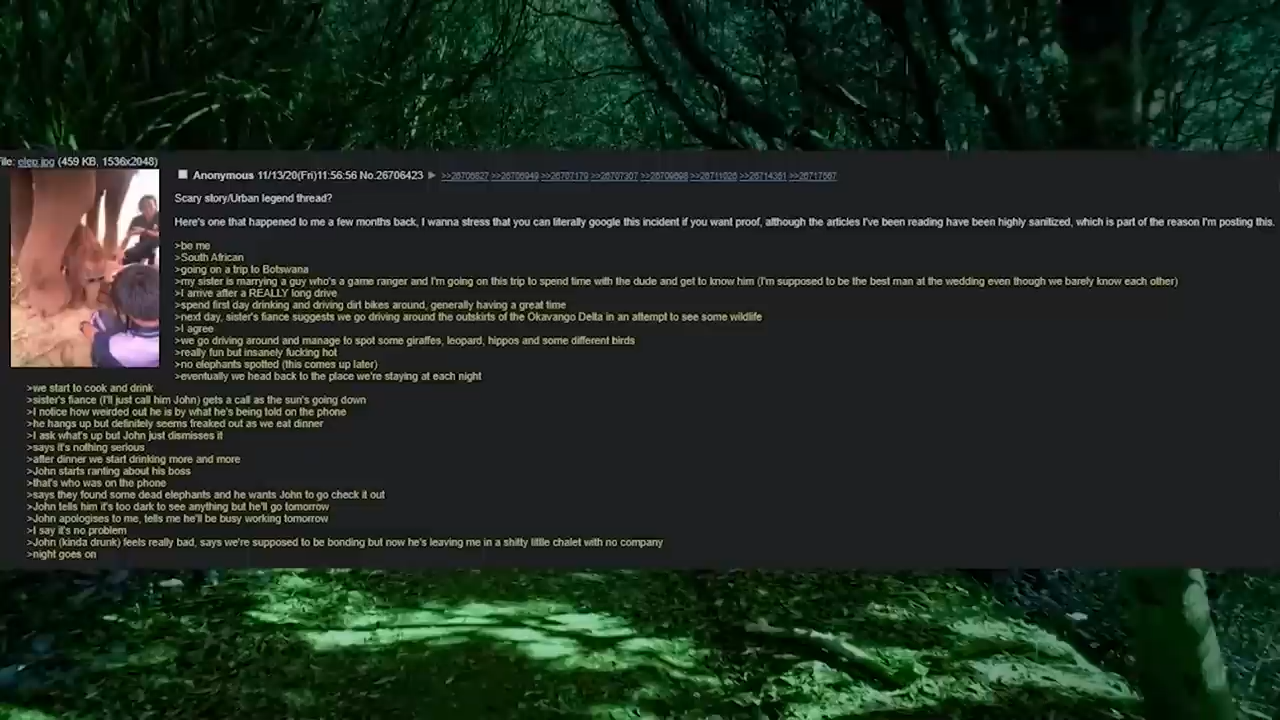 ile: elep.jpg (459 KB, 1536x2048)
Anonymous 11/13/20(Fri)11:56:56 No.26706423 ▶ >>26706827 >>26706949 >>26707179 >>26707307 >>26709698 >>26711026 >>26714361 >>26717567
Scary story/Urban legend thread?
Here's one that happened to me a few months back, I wanna stress that you can literally google this incident if you want proof, although the articles I've been reading have been highly sanitized, which is part of the reason I'm posting this.
>be me
>South African
>going on a trip to Botswana
>my sister is marrying a guy who's a game ranger and I'm going on this trip to spend time with the dude and get to know him (I'm supposed to be the best man at the wedding even though we barely know each other)
>I arrive after a REALLY long drive
>spend first day drinking and driving dirt bikes around, generally having a great time
>next day, sister's fiance suggests we go driving around the outskirts of the Okavango Delta in an attempt to see some wildlife
>I agree
>we go driving around and manage to spot some giraffes, leopard, hippos and some different birds
>really fun but insanely fucking hot
>no elephants spotted (this comes up later)
>eventually we head back to the place we're staying at each night
>we start to cook and drink
>sister's fiance (I'll just call him John) gets a call as the sun's going down
>I notice how weirded out he is by what he's being told on the phone
>he hangs up but definitely seems freaked out as we eat dinner
>I ask what's up but John just dismisses it
>says it's nothing serious
>after dinner we start drinking more and more
>John starts ranting about his boss
>that's who was on the phone
>says they found some dead elephants and he wants John to go check it out
>John tells him it's too dark to see anything but he'll go tomorrow
>John apologises to me, tells me he'll be busy working tomorrow
>I say it's no problem
>John (kinda drunk) feels really bad, says we're supposed to be bonding but now he's leaving me in a shitty little chalet with no company
>night goes on